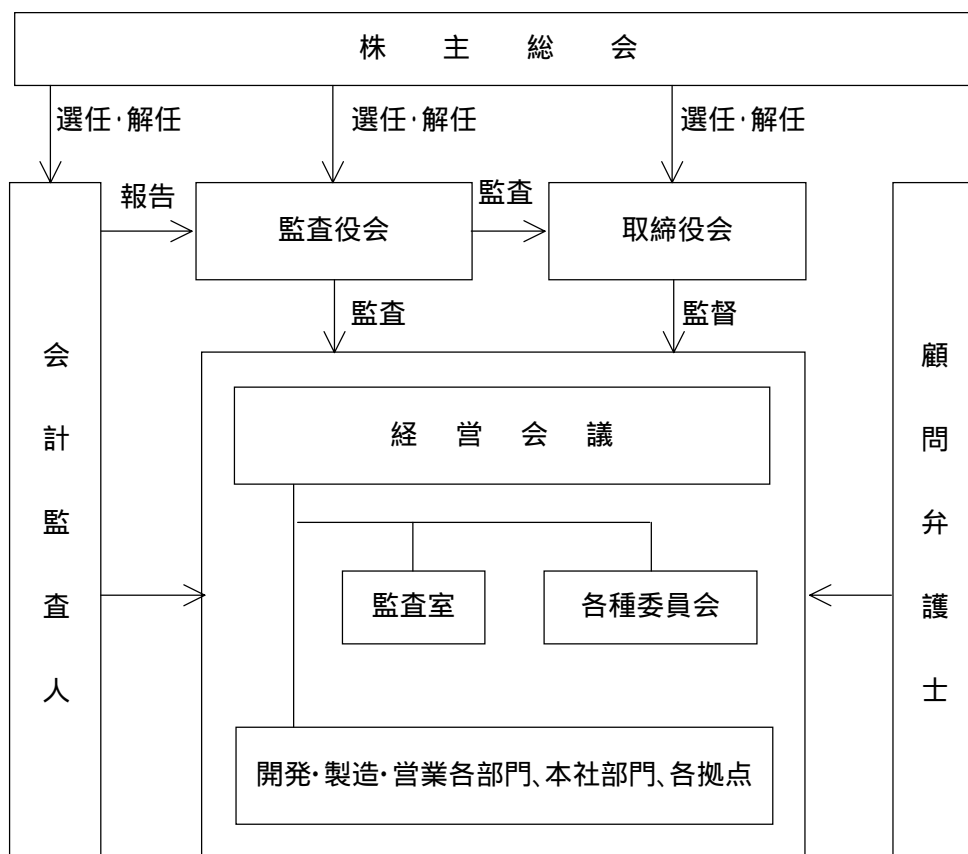 株主総会
選任・解任
選任・解任
選任・解任
報告
監査役会
監査
取締役会
監査
監督
会計監査人
顧問弁護士
経営会議
監査室
各種委員会
開発・製造・営業各部門、本社部門、各拠点